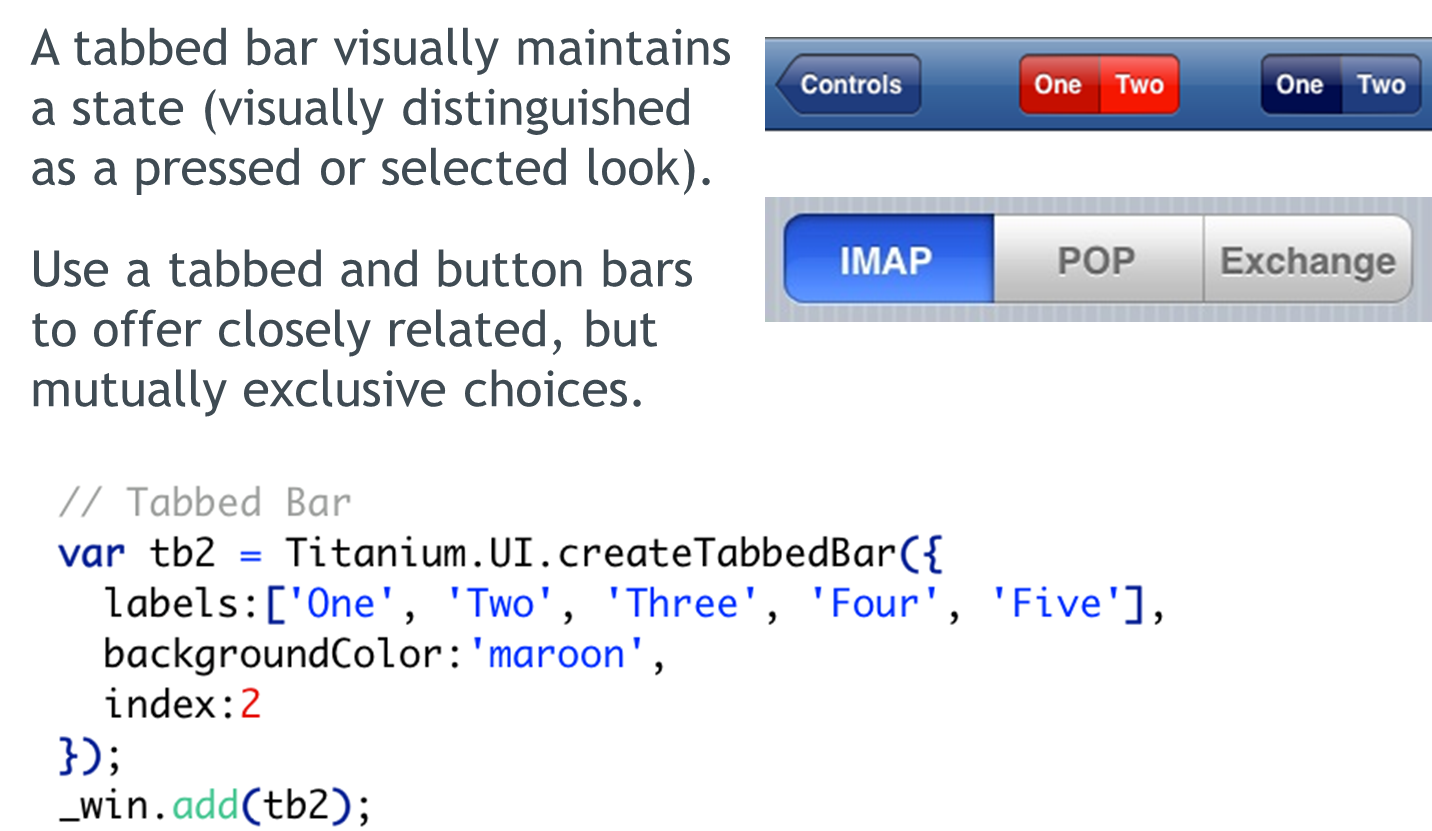 A tabbed bar visually maintains
a state (visually distinguished
as a pressed or selected look).
Use a tabbed and button bars
to offer closely related, but
mutually exclusive choices.
Controls One Two One Two
IMAP POP Exchange
// Tabbed Bar
var tb2 = Titanium.UI.createTabbedBar({
  labels:['One', 'Two', 'Three', 'Four', 'Five'],
  backgroundColor:'maroon',
  index:2
});
_win.add(tb2);